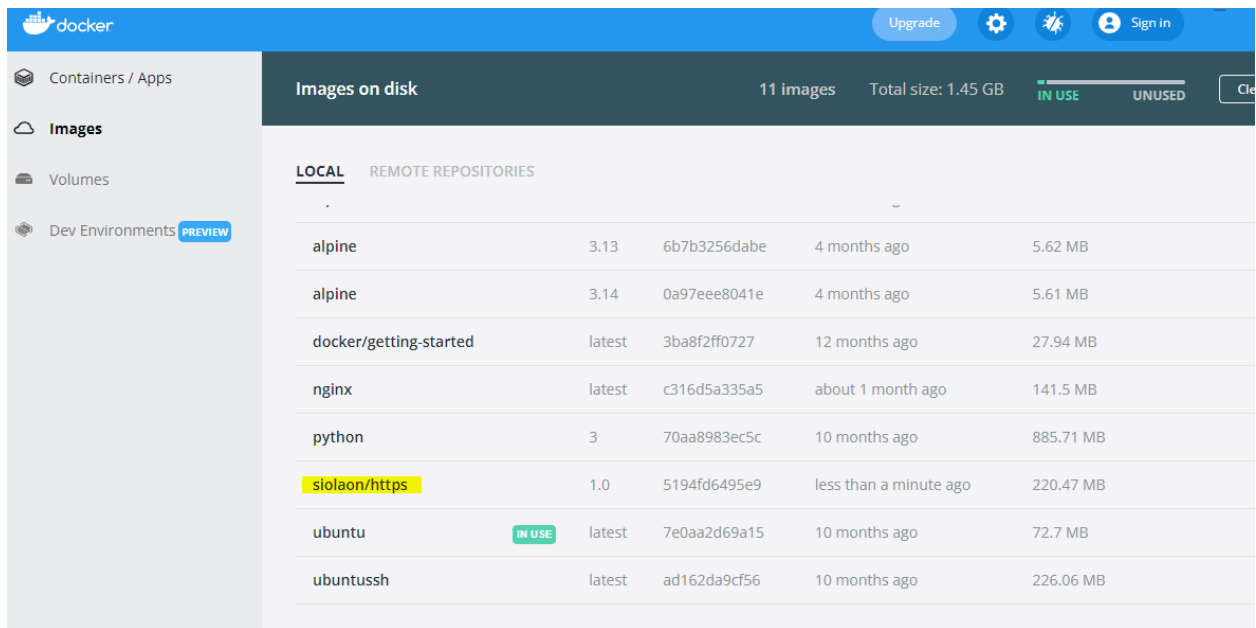 docker
Upgrade
Sign in
Containers / Apps
Images
Volumes
Dev Environments PREVIEW
Images on disk
11 images
Total size: 1.45 GB
IN USE
UNUSED
Cle
LOCAL REMOTE REPOSITORIES
alpine 3.13 6b7b3256dabe 4 months ago 5.62 MB
alpine 3.14 0a97eee8041e 4 months ago 5.61 MB
docker/getting-started latest 3ba8f2ff0727 12 months ago 27.94 MB
nginx latest c316d5a335a5 about 1 month ago 141.5 MB
python 3 70aa8983ec5c 10 months ago 885.71 MB
siolaon/https 1.0 5194fd6495e9 less than a minute ago 220.47 MB
ubuntu IN USE latest 7e0aa2d69a15 10 months ago 72.7 MB
ubuntussh latest ad162da9cf56 10 months ago 226.06 MB